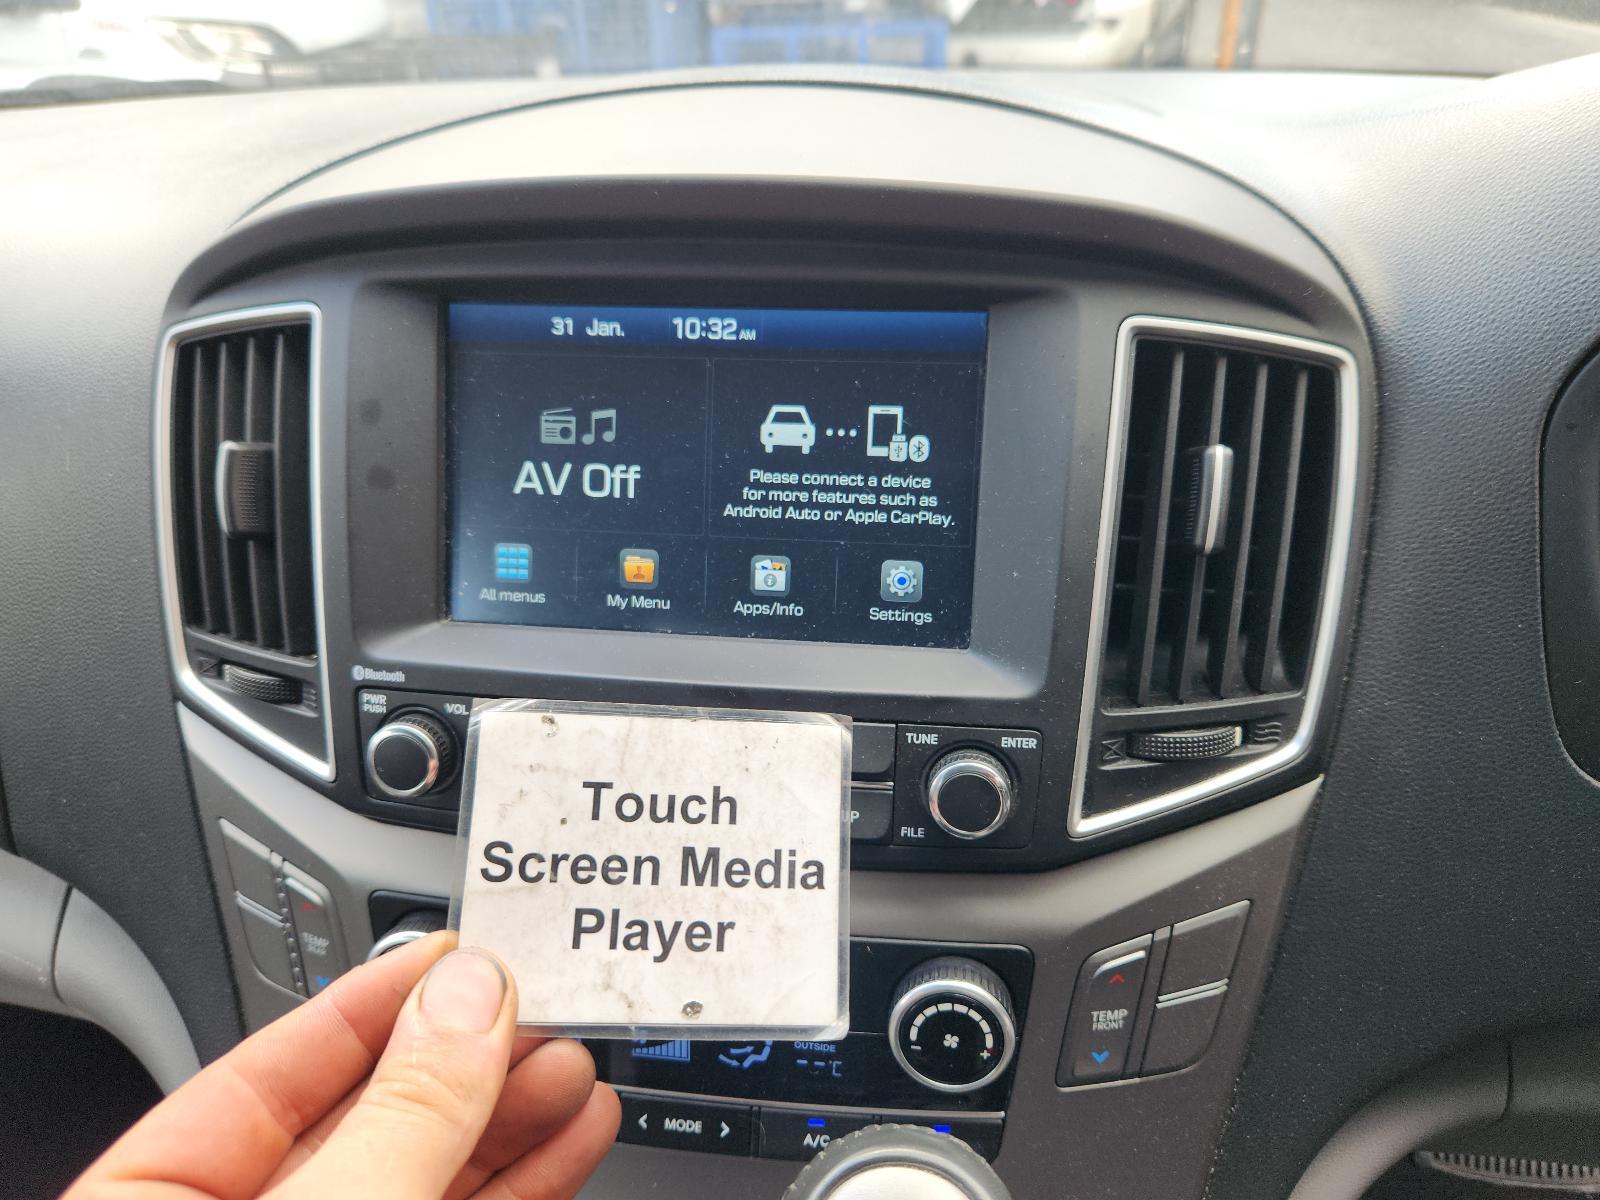 31 Jan. 10:32 AM
AV Off
Please connect a device
for more features such as
Android Auto or Apple CarPlay.
All menus
My Menu
Apps/Info
Settings
Bluetooth
PWR
PUSH
VOL
TUNE
ENTER
FILE
UP
Touch
Screen Media
Player
TEMP
TEMP
FRONT
OUTSIDE
--°C
- +
< MODE >
A/C